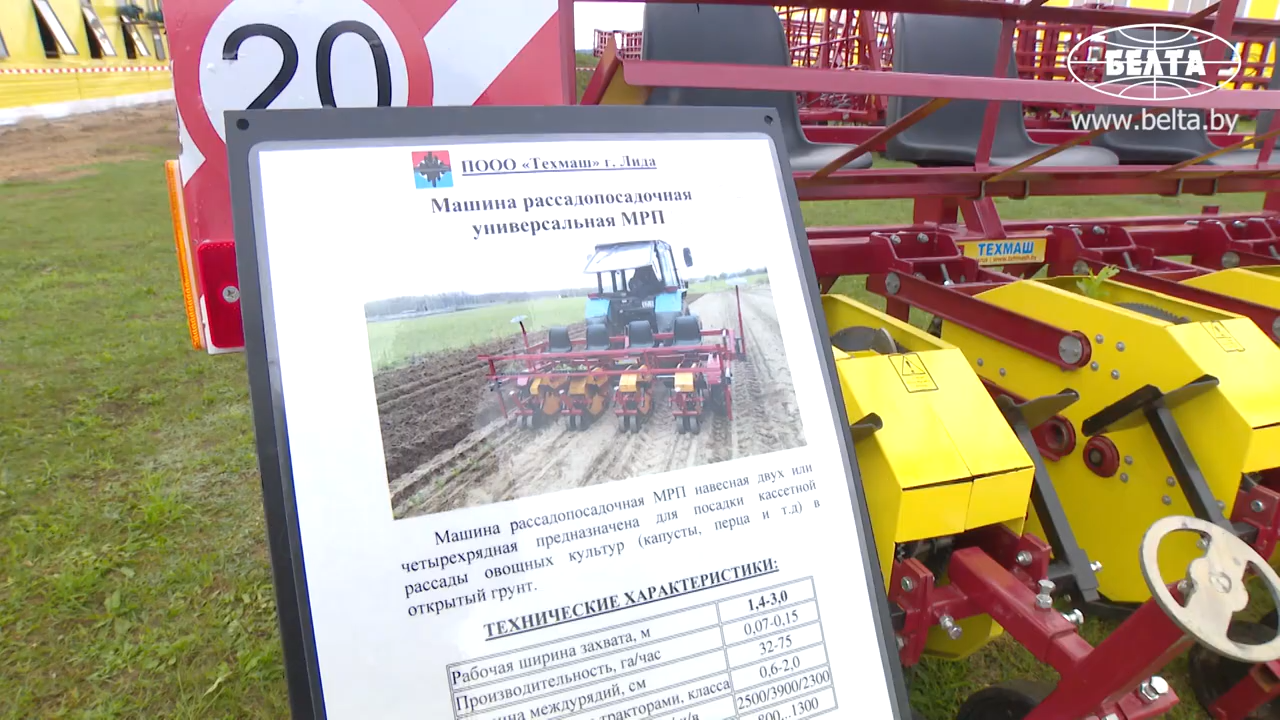 20
БЕЛТА
www.belta.by
ПООО «Техмаш» г. Лида
Машина рассадопосадочная
универсальная МРП
ТЕХМАШ
Машина рассадопосадочная МРП навесная двух или
четырехрядная предназначена для посадки кассетной
рассады овощных культур (капусты, перца и т.д) в
открытый грунт.
ТЕХНИЧЕСКИЕ ХАРАКТЕРИСТИКИ:
Рабочая ширина захвата, м 1,4-3,0
Производительность, га/час 0,07-0,15
междурядий, см 32-75
тракторами, класса 0,6-2,0
2500/3900/2300
800...1300